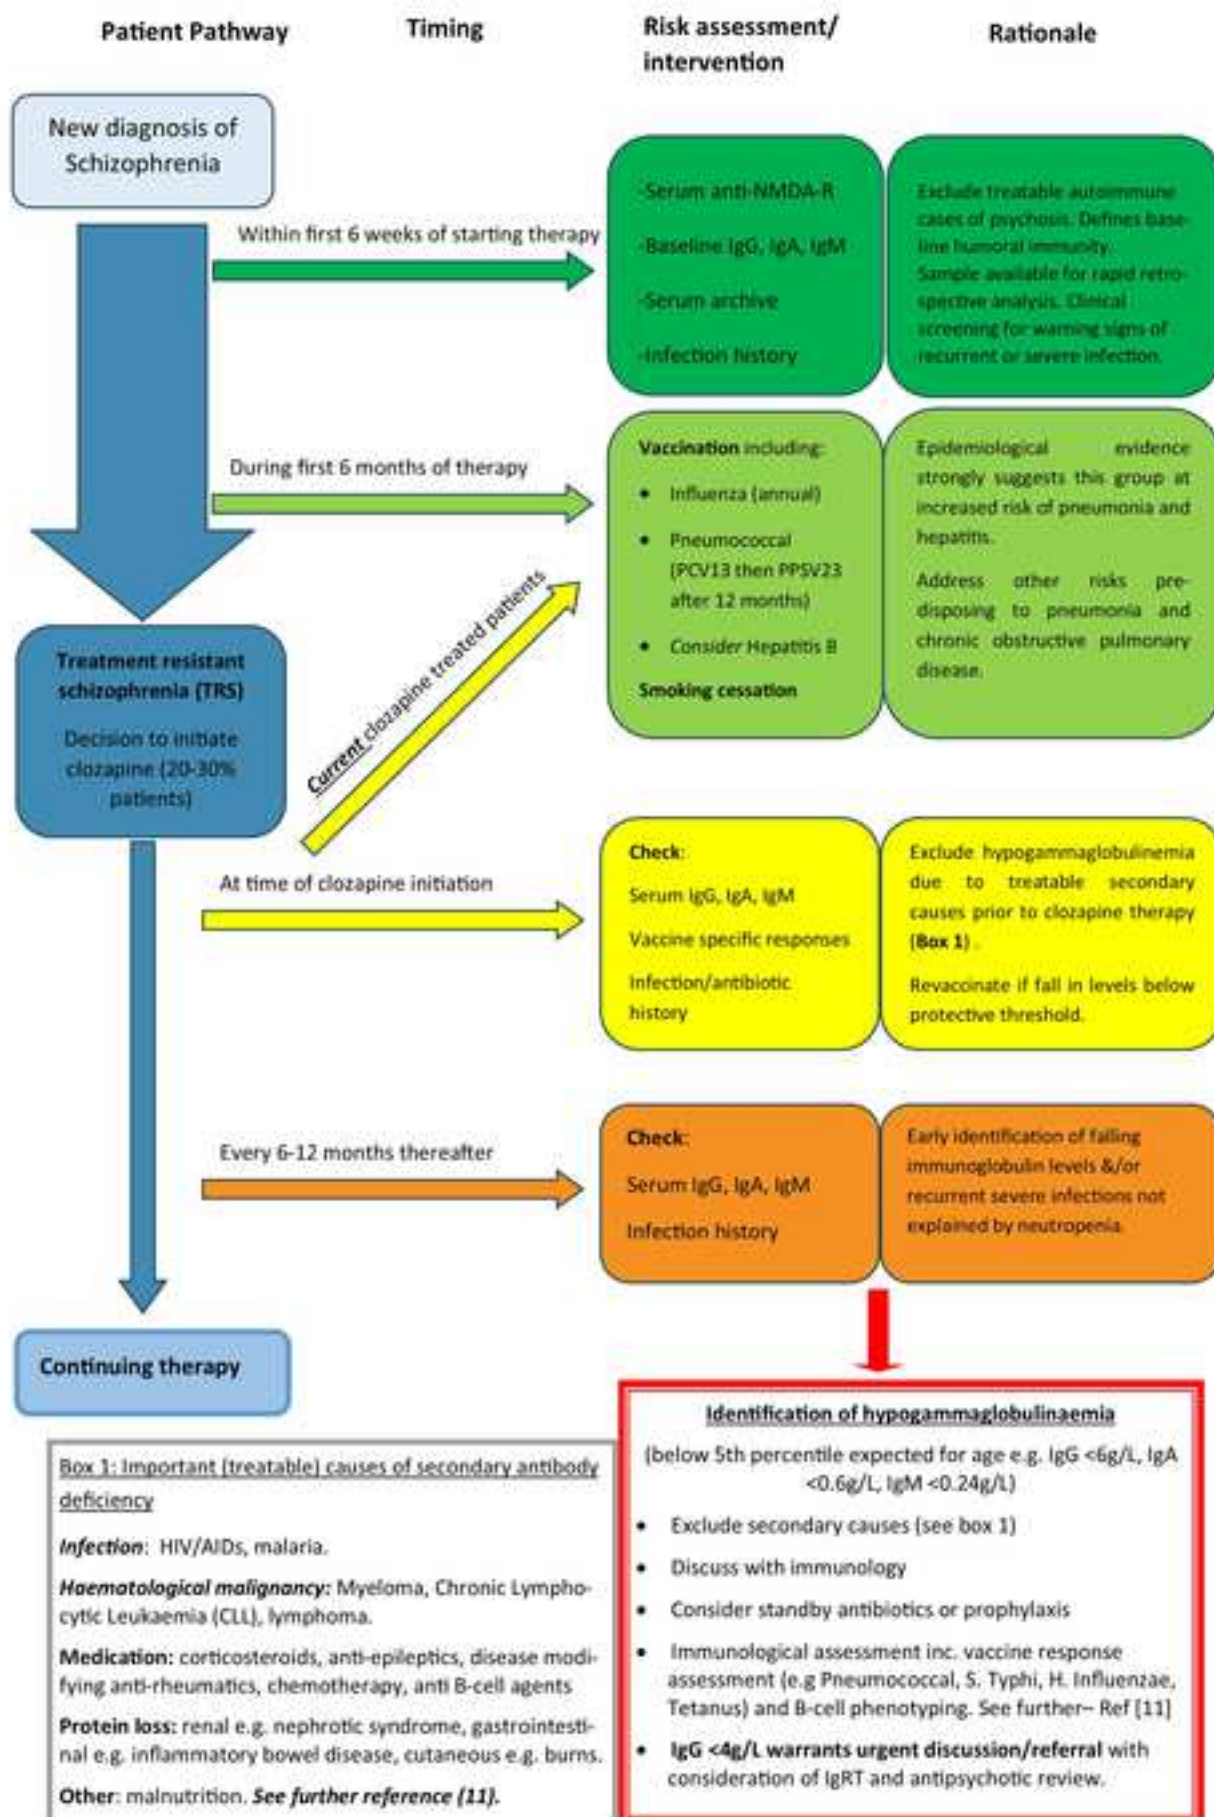 Patient Pathway
Timing
Risk assessment/
intervention
Rationale
New diagnosis of
Schizophrenia
Within first 6 weeks of starting therapy
-Serum anti-NMDA-R
-Baseline IgG, IgA, IgM
-Serum archive
-Infection history
Exclude treatable autoimmune
cases of psychosis. Defines base-
line humoral immunity.
Sample available for rapid retro-
spective analysis. Clinical
screening for warning signs of
recurrent or severe infection.
During first 6 months of therapy
Vaccination including:
• Influenza (annual)
• Pneumococcal
(PCV13 then PPSV23
after 12 months)
• Consider Hepatitis B
Smoking cessation
Epidemiological evidence
strongly suggests this group at
increased risk of pneumonia and
hepatitis.
Address other risks pre-
disposing to pneumonia and
chronic obstructive pulmonary
disease.
Current clozapine treated patients
Treatment resistant
schizophrenia (TRS)
Decision to initiate
clozapine (20-30%
patients)
At time of clozapine initiation
Check:
Serum IgG, IgA, IgM
Vaccine specific responses
Infection/antibiotic
history
Exclude hypogammaglobulinemia
due to treatable secondary
causes prior to clozapine therapy
(Box 1) .
Revaccinate if fall in levels below
protective threshold.
Every 6-12 months thereafter
Check:
Serum IgG, IgA, IgM
Infection history
Early identification of falling
immunoglobulin levels &/or
recurrent severe infections not
explained by neutropenia.
Continuing therapy
Box 1: Important (treatable) causes of secondary antibody
deficiency
Infection: HIV/AIDs, malaria.
Haematological malignancy: Myeloma, Chronic Lympho-
cytic Leukaemia (CLL), lymphoma.
Medication: corticosteroids, anti-epileptics, disease modi-
fying anti-rheumatics, chemotherapy, anti B-cell agents
Protein loss: renal e.g. nephrotic syndrome, gastrointesti-
nal e.g. inflammatory bowel disease, cutaneous e.g. burns.
Other: malnutrition. See further reference [11].
Identification of hypogammaglobulinaemia
(below 5th percentile expected for age e.g. IgG <6g/L, IgA
<0.6g/L, IgM <0.24g/L)
• Exclude secondary causes (see box 1)
• Discuss with immunology
• Consider standby antibiotics or prophylaxis
• Immunological assessment inc. vaccine response
assessment (e.g Pneumococcal, S. Typhi, H. Influenzae,
Tetanus) and B-cell phenotyping. See further– Ref [11]
• IgG <4g/L warrants urgent discussion/referral with
consideration of IgRT and antipsychotic review.